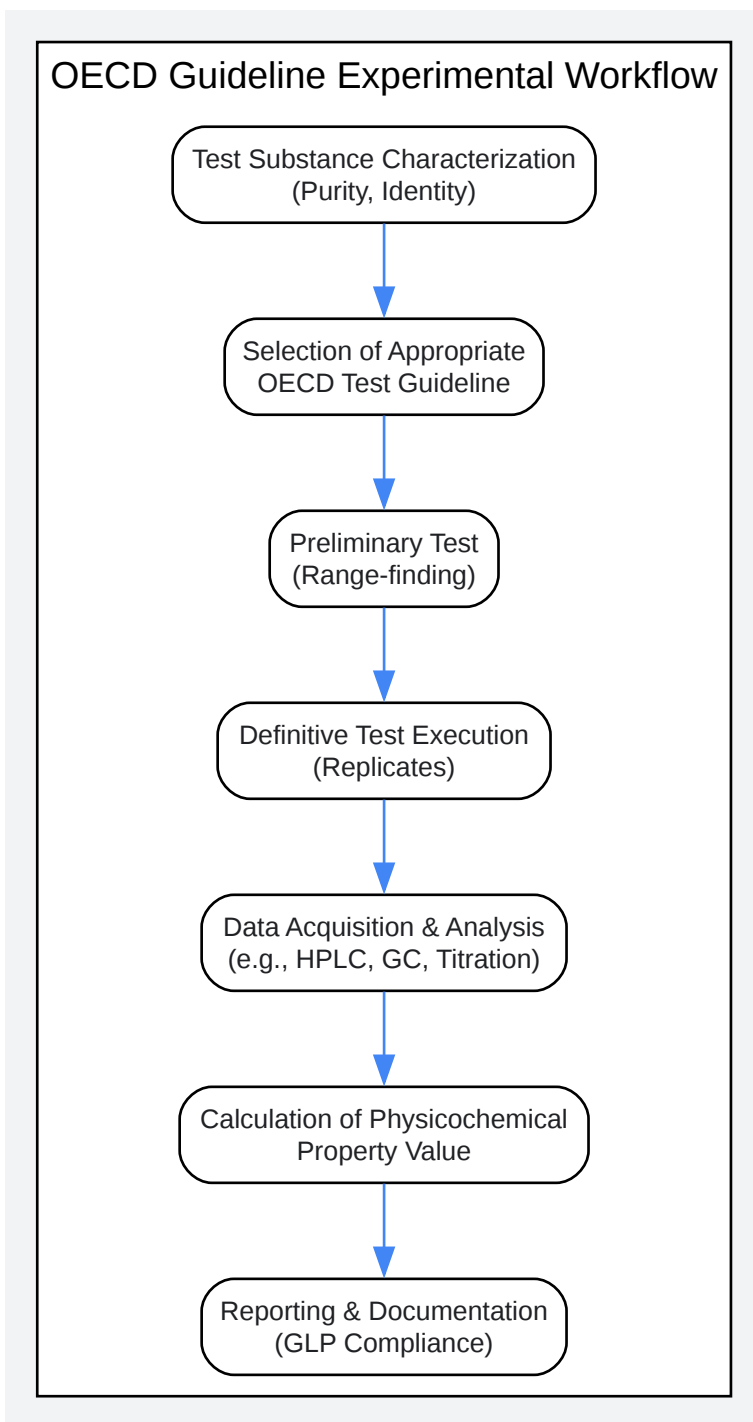 OECD Guideline Experimental Workflow
Test Substance Characterization
(Purity, Identity)
Selection of Appropriate
OECD Test Guideline
Preliminary Test
(Range-finding)
Definitive Test Execution
(Replicates)
Data Acquisition & Analysis
(e.g., HPLC, GC, Titration)
Calculation of Physicochemical
Property Value
Reporting & Documentation
(GLP Compliance)